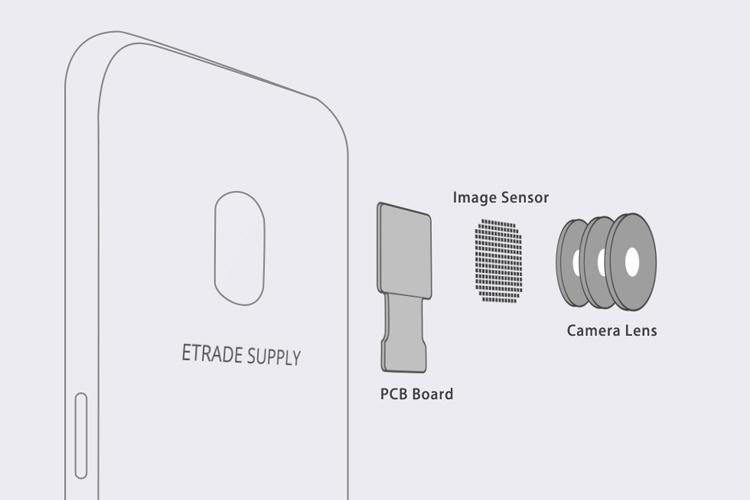 Image Sensor
Camera Lens
ETRADE SUPPLY
PCB Board